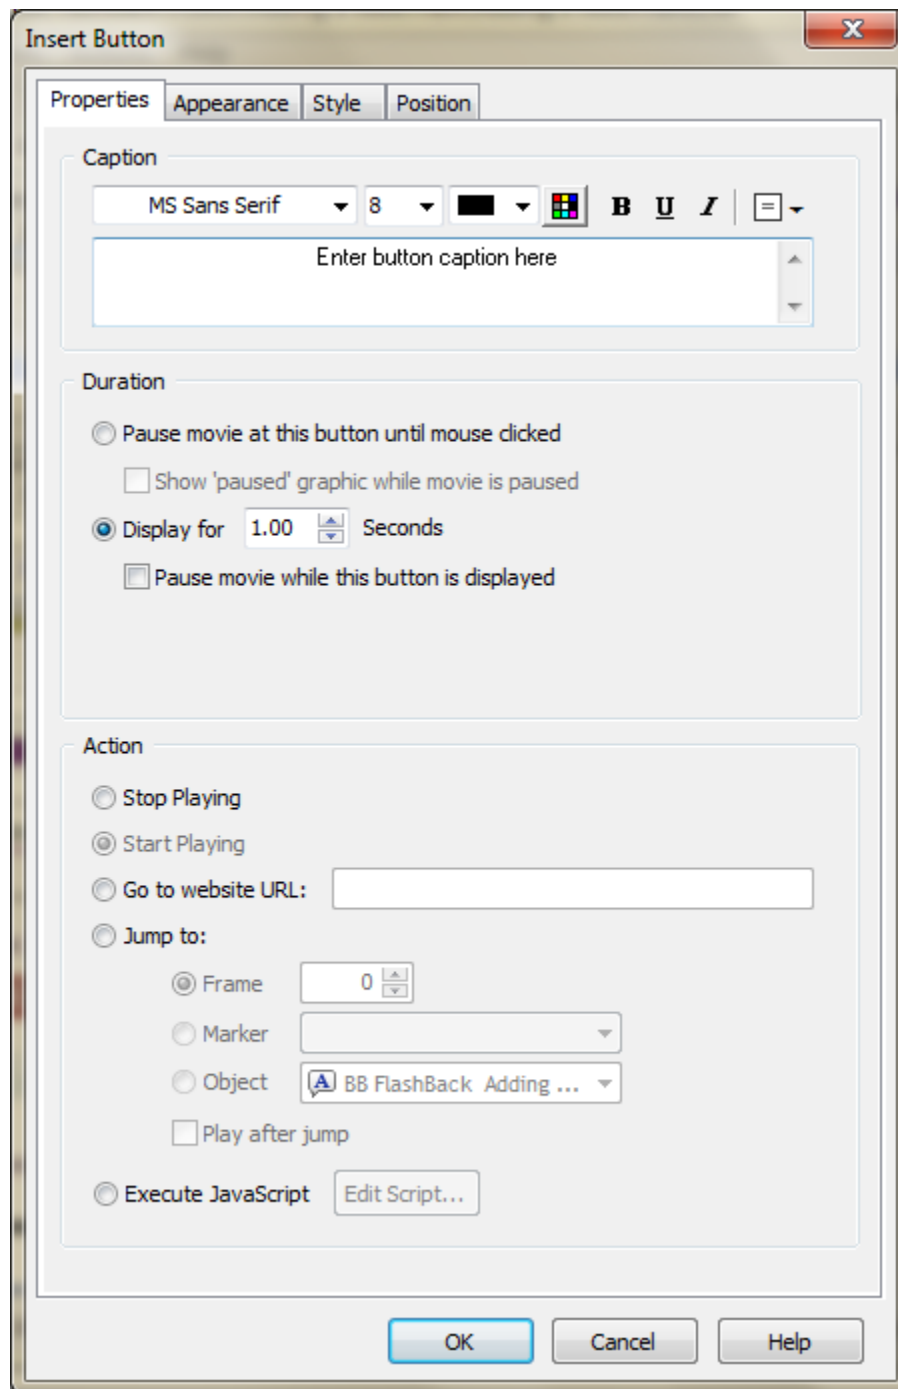 Insert Button
Properties Appearance Style Position
Caption
MS Sans Serif 8 B U I
Enter button caption here
Duration
Pause movie at this button until mouse clicked
Show 'paused' graphic while movie is paused
Display for 1.00 Seconds
Pause movie while this button is displayed
Action
Stop Playing
Start Playing
Go to website URL:
Jump to:
Frame 0
Marker
Object A BB FlashBack Adding ...
Play after jump
Execute JavaScript Edit Script...
OK Cancel Help